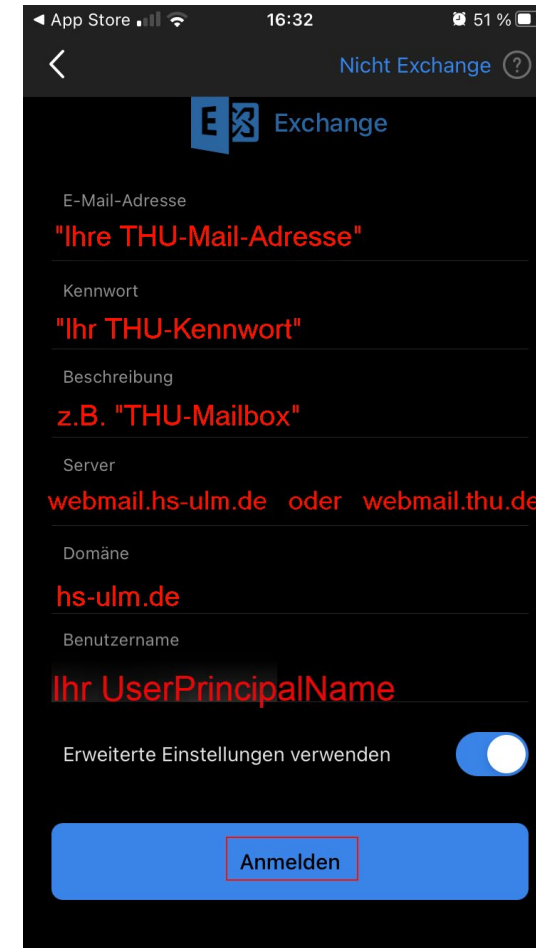 App Store 16:32 51 %
Nicht Exchange ?
E Exchange
E-Mail-Adresse
"Ihre THU-Mail-Adresse"
Kennwort
"Ihr THU-Kennwort"
Beschreibung
z.B. "THU-Mailbox"
Server
webmail.hs-ulm.de oder webmail.thu.de
Domäne
hs-ulm.de
Benutzername
Ihr UserPrincipalName
Erweiterte Einstellungen verwenden
Anmelden